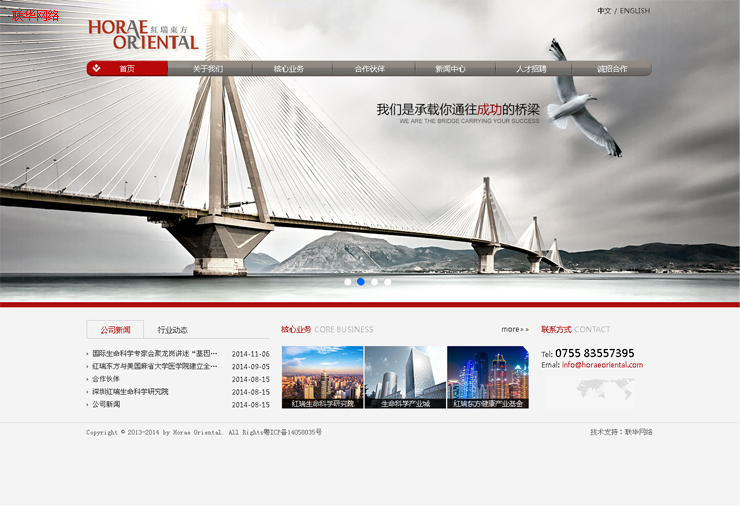 联华网络
中文 / ENGLISH
HORAE 紅瑞東方
ORIENTAL
首页 关于我们 核心业务 合作伙伴 新闻中心 人才招聘 诚招合作
我们是承载你通往成功的桥梁
WE ARE THE BRIDGE CARRYING YOUR SUCCESS
公司新闻 行业动态
国际生命科学专家会聚龙岗讲述“基因… 2014-11-06
红瑞东方与美国麻省大学医学院建立全… 2014-09-05
合作伙伴 2014-08-15
深圳红瑞生命科学研究院 2014-08-15
公司新闻 2014-08-15
核心业务 CORE BUSINESS more>>
红瑞生命科学研究院 生命科学产业城 红瑞东方健康产业基金
联系方式 CONTACT
Tel: 0755 83557395
Email: info@horaeoriental.com
Copyright © 2013-2014 by Horae Oriental. All Rights粤ICP备14058035号
技术支持：联华网络